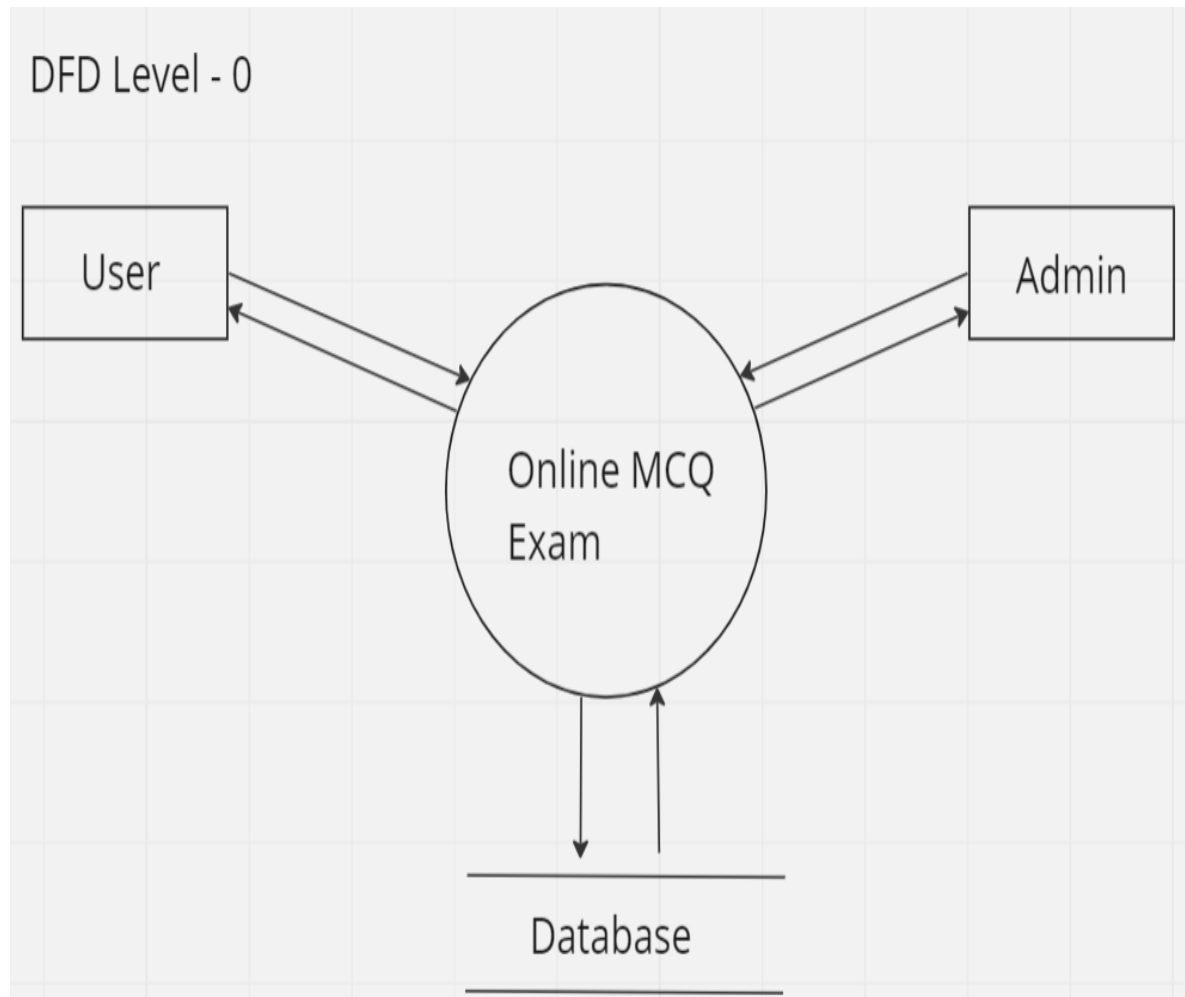 DFD Level - 0
User
Admin
Online MCQ
Exam
Database